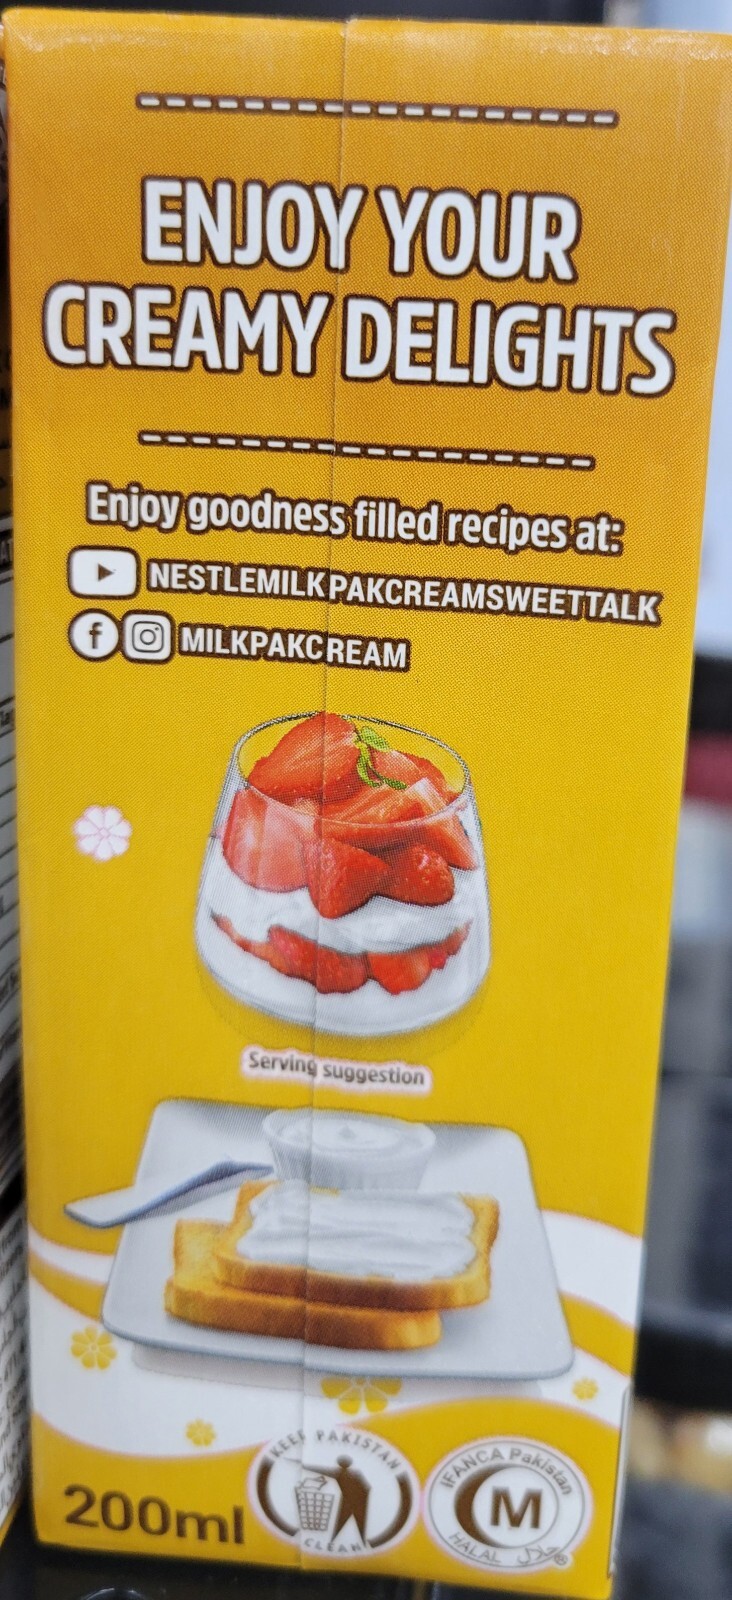 ENJOY YOUR
CREAMY DELIGHTS
Enjoy goodness filled recipes at:
NESTLEMILKPAKCREAMSWEETTALK
f MILKPAKCREAM
Serving suggestion
200ml
KEEP PAKISTAN
CLEAN
IFANCA Pakistan
M
HALAL حلال ®